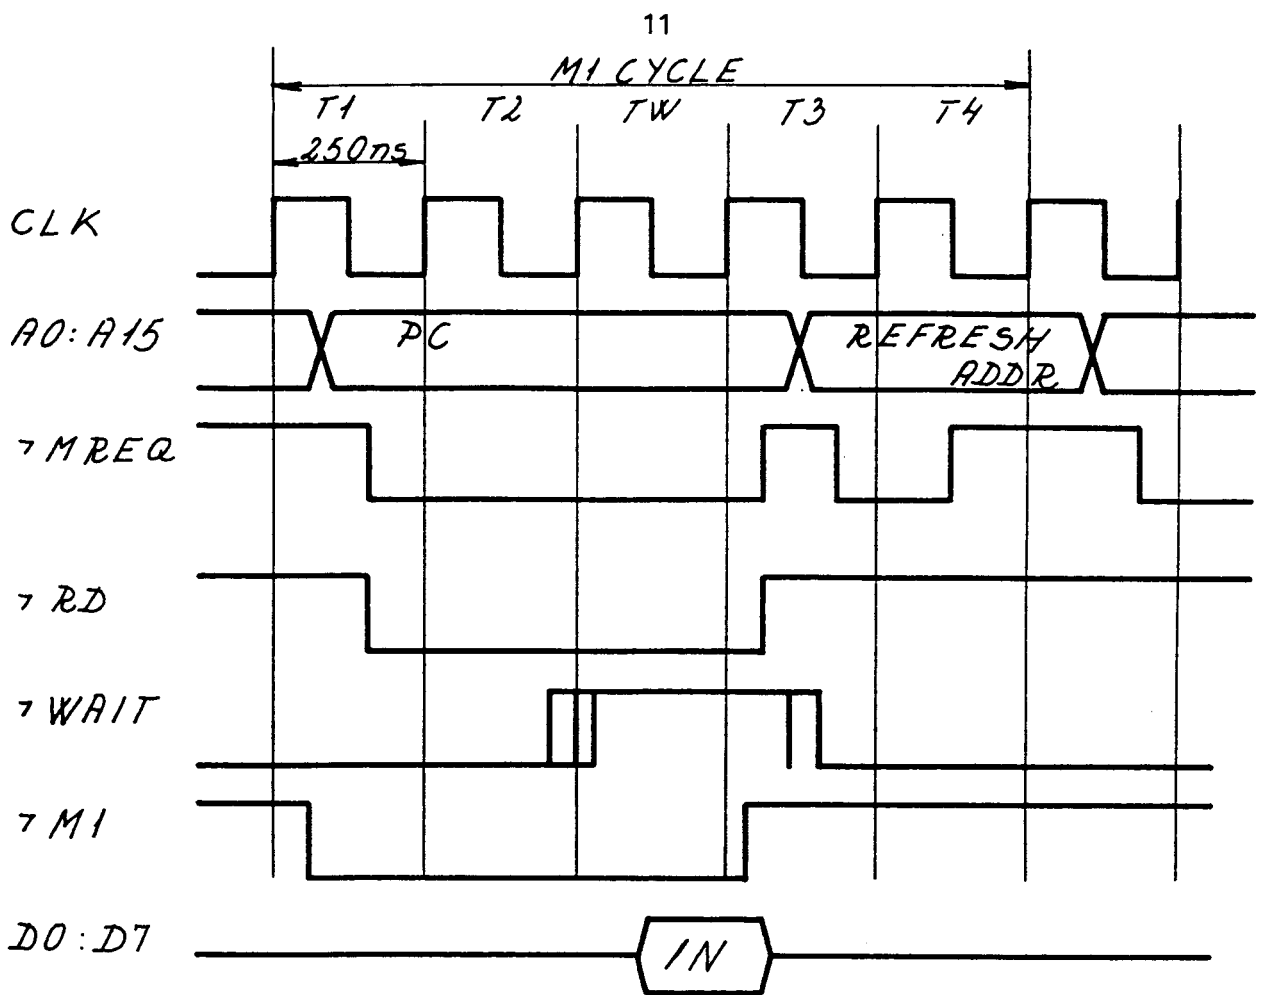 11
M1 CYCLE
T1 T2 TW T3 T4
250ns
CLK
A0:A15 PC REFRESH
ADDR
¬MREQ
¬RD
¬WAIT
¬M1
D0:D7 IN